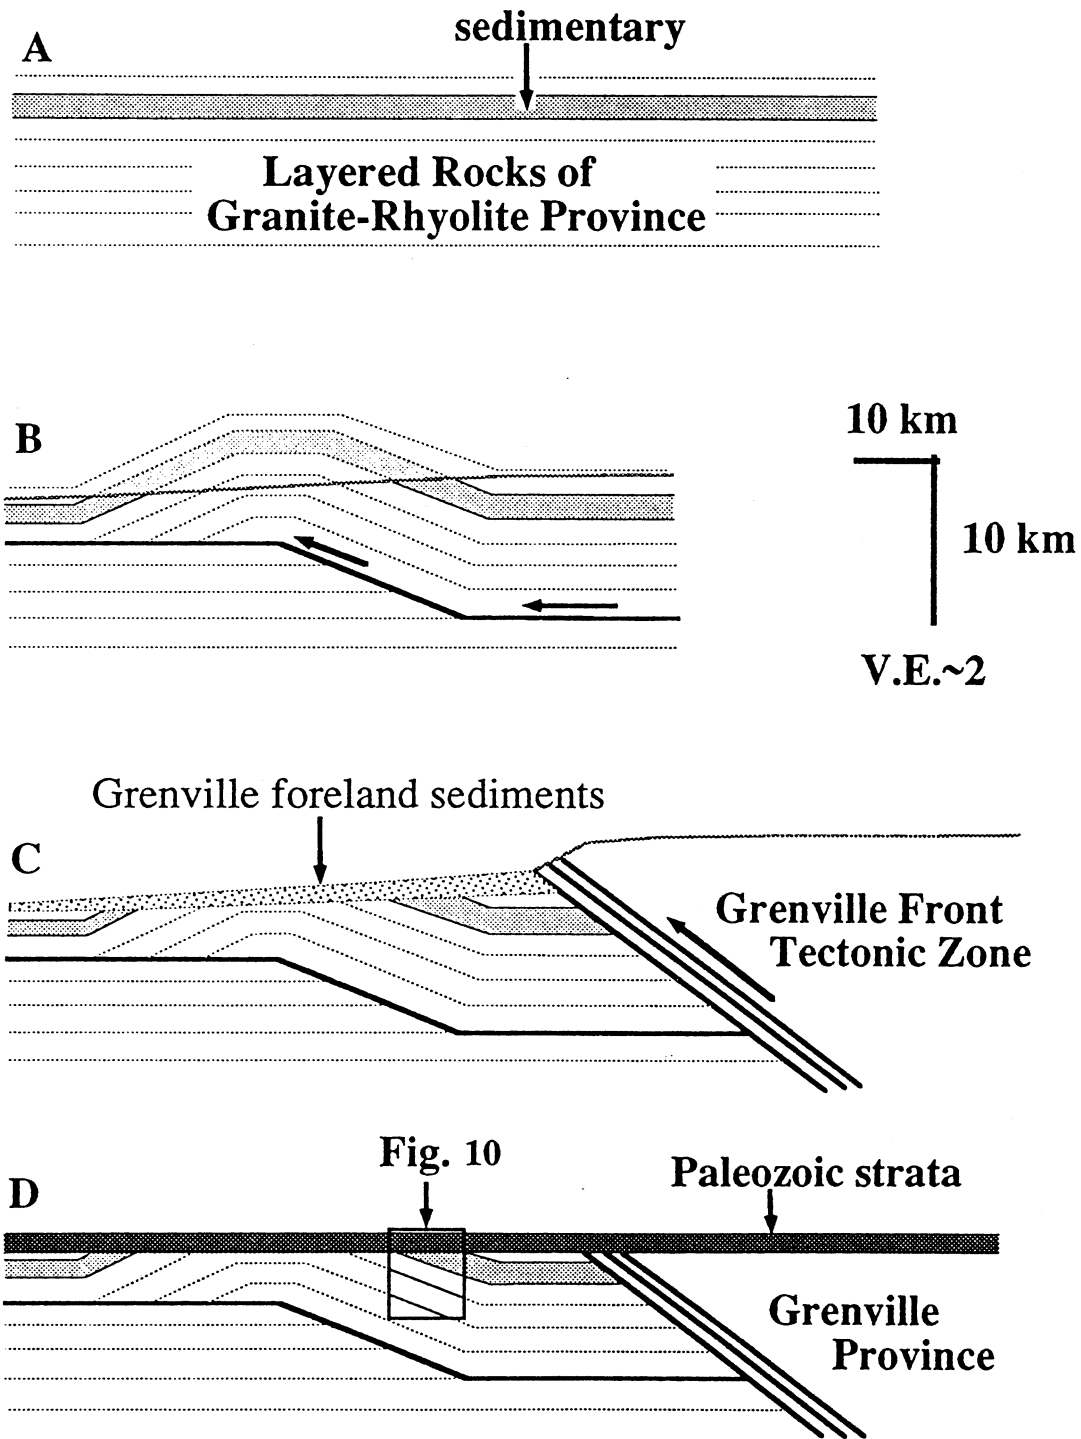 A
sedimentary
Layered Rocks of
Granite-Rhyolite Province
B
10 km
10 km
V.E.~2
Grenville foreland sediments
C
Grenville Front
Tectonic Zone
Fig. 10
D
Paleozoic strata
Grenville
Province